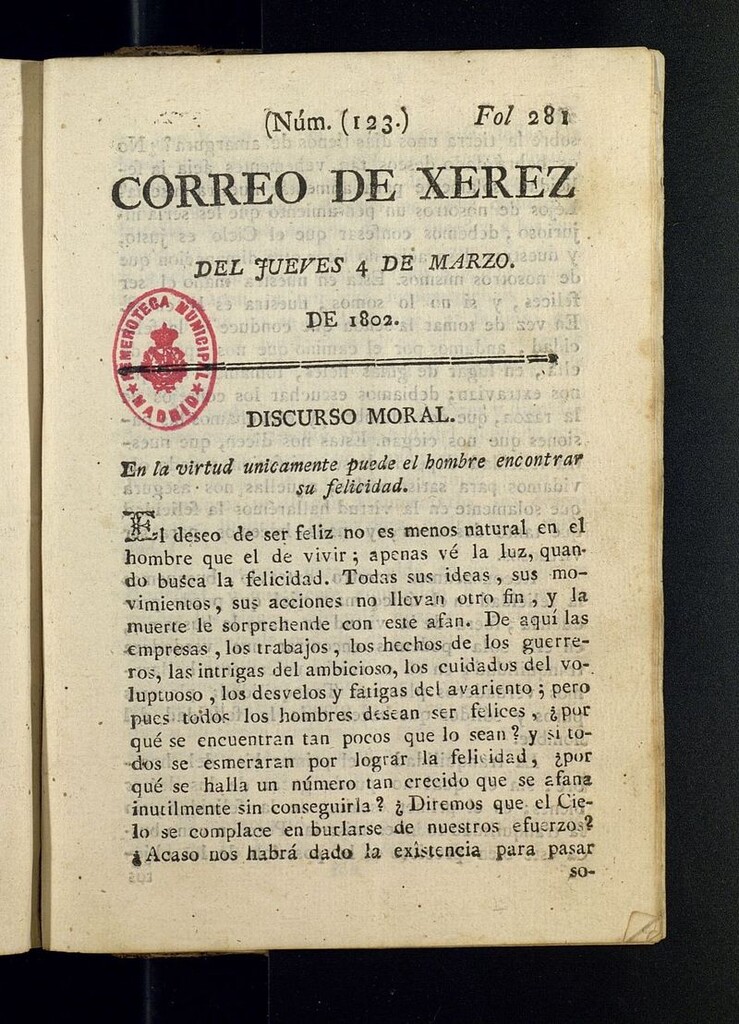 (Núm. (123.) Fol 281
CORREO DE XEREZ
DEL JUEVES 4 DE MARZO.
DE 1802.
HEMEROTECA MUNICIPAL
★ MADRID ★
DISCURSO MORAL.
En la virtud unicamente puede el hombre encontrar
su felicidad.
El deseo de ser feliz no es menos natural en el
hombre que el de vivir; apenas vé la luz, quan-
do busca la felicidad. Todas sus ideas, sus mo-
vimientos, sus acciones no llevan otro fin, y la
muerte le sorprehende con este afan. De aquí las
empresas, los trabajos, los hechos de los guerre-
ros, las intrigas del ambicioso, los cuidados del vo-
luptuoso, los desvelos y fatigas del avariento; pero
pues todos los hombres desean ser felices, ¿por
qué se encuentran tan pocos que lo sean? y si to-
dos se esmeraran por lograr la felicidad, ¿por
qué se halla un número tan crecido que se afana
inutilmente sin conseguirla? ¿Diremos que el Cie-
lo se complace en burlarse de nuestros efuerzos?
¿Acaso nos habrá dado la existencia para pasar
so-